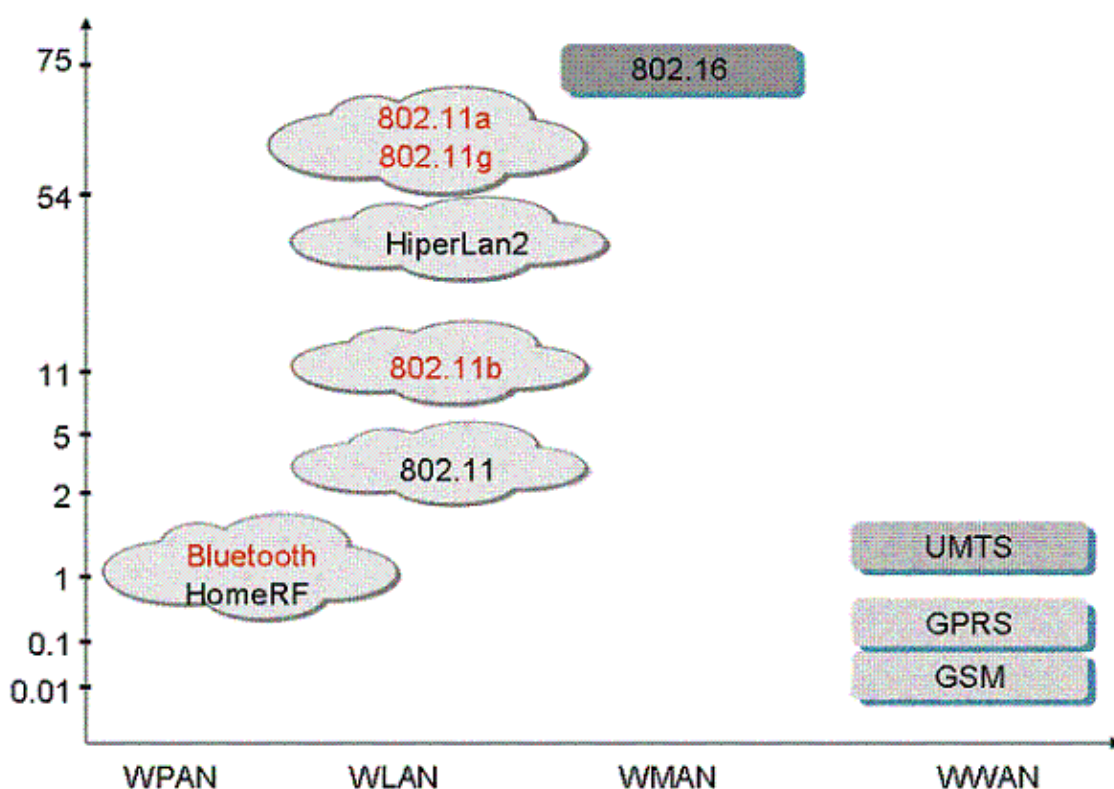 75
802.16
802.11a
802.11g
54
HiperLan2
11
802.11b
5
802.11
2
Bluetooth
UMTS
1
HomeRF
GPRS
0.1
0.01
GSM
WPAN
WLAN
WMAN
WWAN